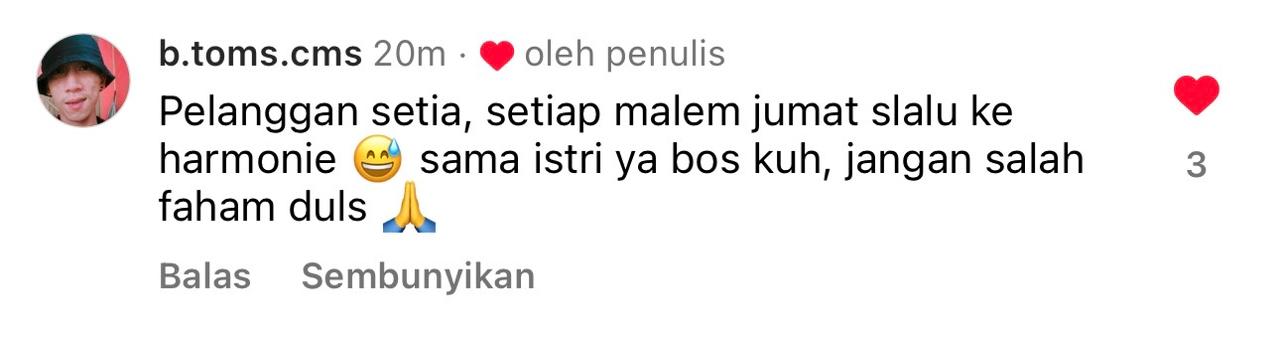 b.toms.cms 20m · ❤️ oleh penulis
Pelanggan setia, setiap malem jumat slalu ke
harmonie 😅 sama istri ya bos kuh, jangan salah
faham duls 🙏
3
Balas Sembunyikan